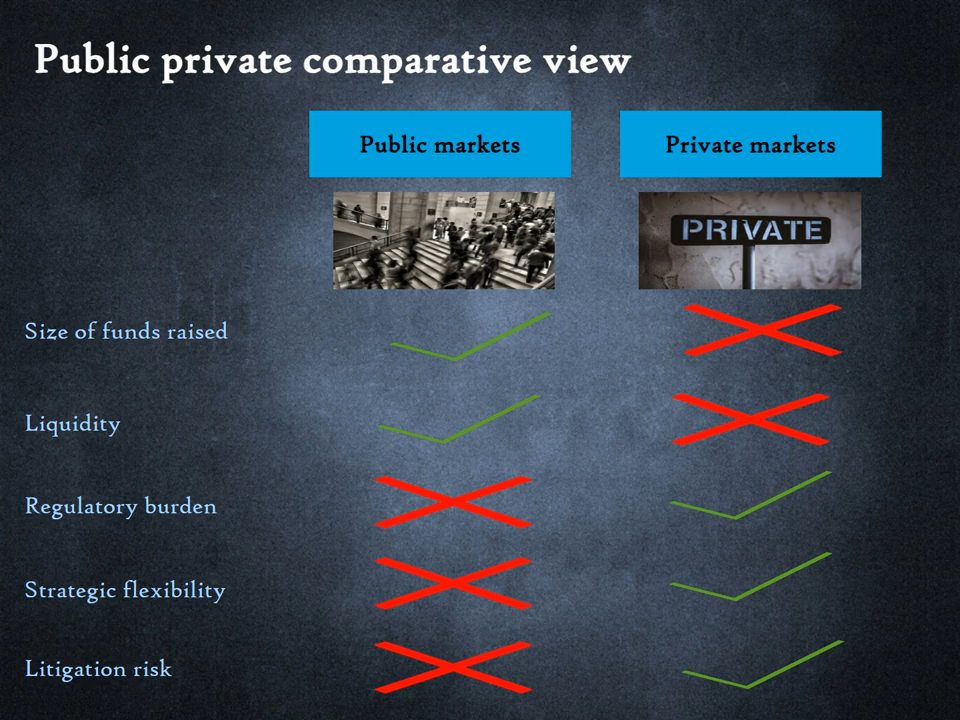 Public private comparative view
Public markets
Private markets
PRIVATE
Size of funds raised
Liquidity
Regulatory burden
Strategic flexibility
Litigation risk